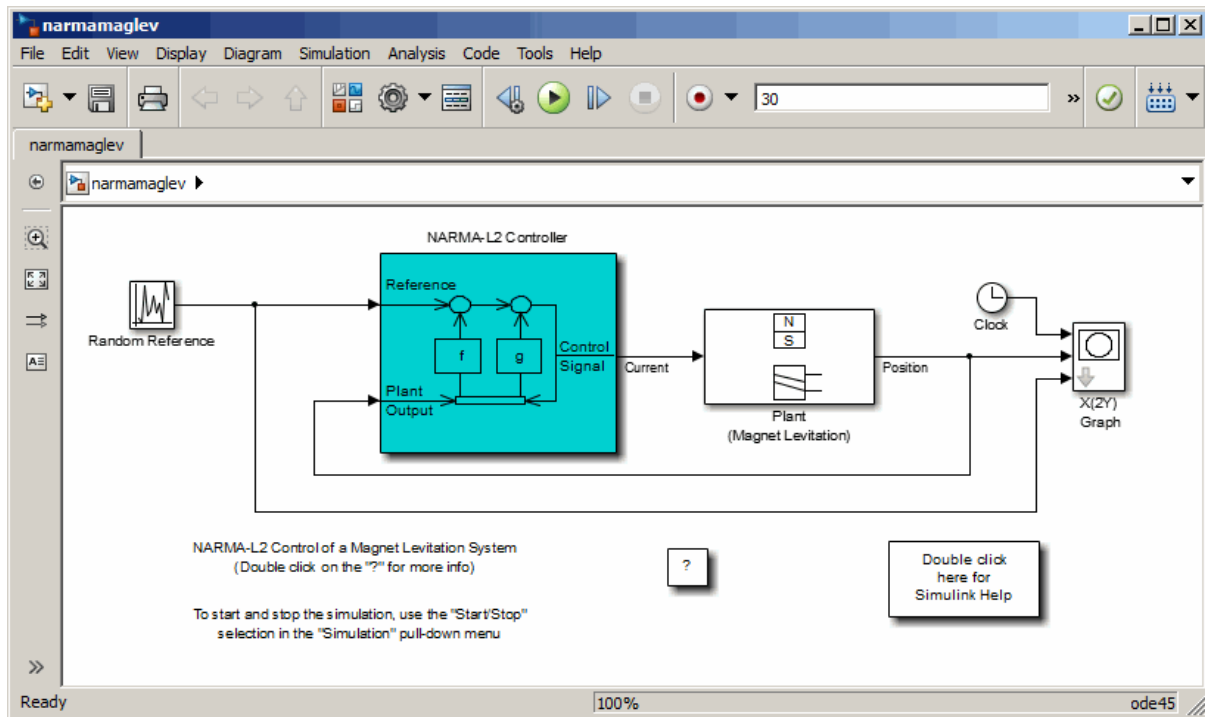 narmamaglev
File Edit View Display Diagram Simulation Analysis Code Tools Help
30
»
narmamaglev
narmamaglev
NARMA-L2 Controller
Reference
f
g
Control
Signal
Plant
Output
Random Reference
Current
N
S
Position
Plant
(Magnet Levitation)
Clock
X(2Y)
Graph
A
NARMA-L2 Control of a Magnet Levitation System
(Double click on the "?" for more info)
?
Double click
here for
Simulink Help
To start and stop the simulation, use the "Start/Stop"
selection in the "Simulation" pull-down menu
»
Ready 100% ode45